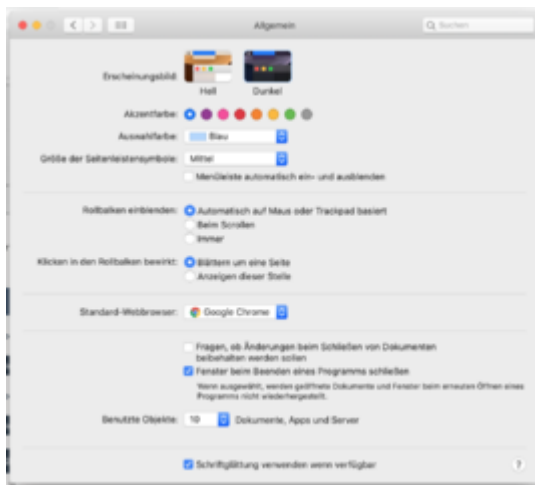 Allgemein
Suchen
Erscheinungsbild:
Hell Dunkel
Akzentfarbe:
Auswahlfarbe: Blau
Größe der Seitenleistensymbole: Mittel
Menüleiste automatisch ein- und ausblenden
Rollbalken einblenden: Automatisch auf Maus oder Trackpad basiert
Beim Scrollen
Immer
Klicken in den Rollbalken bewirkt: Blättern um eine Seite
Anzeigen dieser Stelle
Standard-Webbrowser: Google Chrome
Fragen, ob Änderungen beim Schließen von Dokumenten
beibehalten werden sollen
Fenster beim Beenden eines Programms schließen
Wenn ausgewählt, werden geöffnete Dokumente und Fenster beim erneuten Öffnen eines
Programms nicht wiederhergestellt.
Benutzte Objekte: 10 Dokumente, Apps und Server
Schriftglättung verwenden wenn verfügbar
?